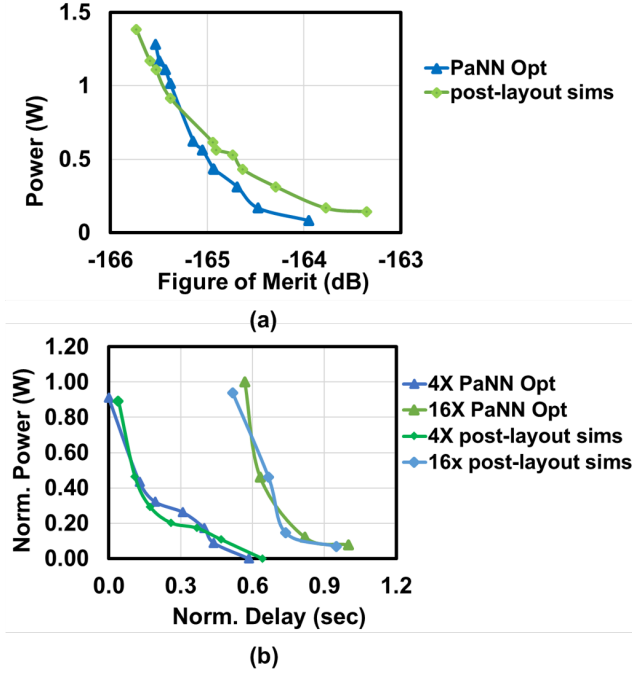 1.5
1
0.5
0
Power (W)
-166
-165
-164
-163
Figure of Merit (dB)
PaNN Opt
post-layout sims
(a)
1.20
1.00
0.80
0.60
0.40
0.20
0.00
Norm. Power (W)
0.0
0.3
0.6
0.9
1.2
Norm. Delay (sec)
4X PaNN Opt
16X PaNN Opt
4X post-layout sims
16x post-layout sims
(b)